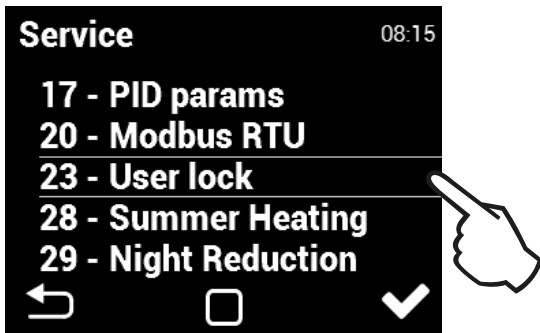 Service
08:15
17 - PID params
20 - Modbus RTU
23 - User lock
28 - Summer Heating
29 - Night Reduction